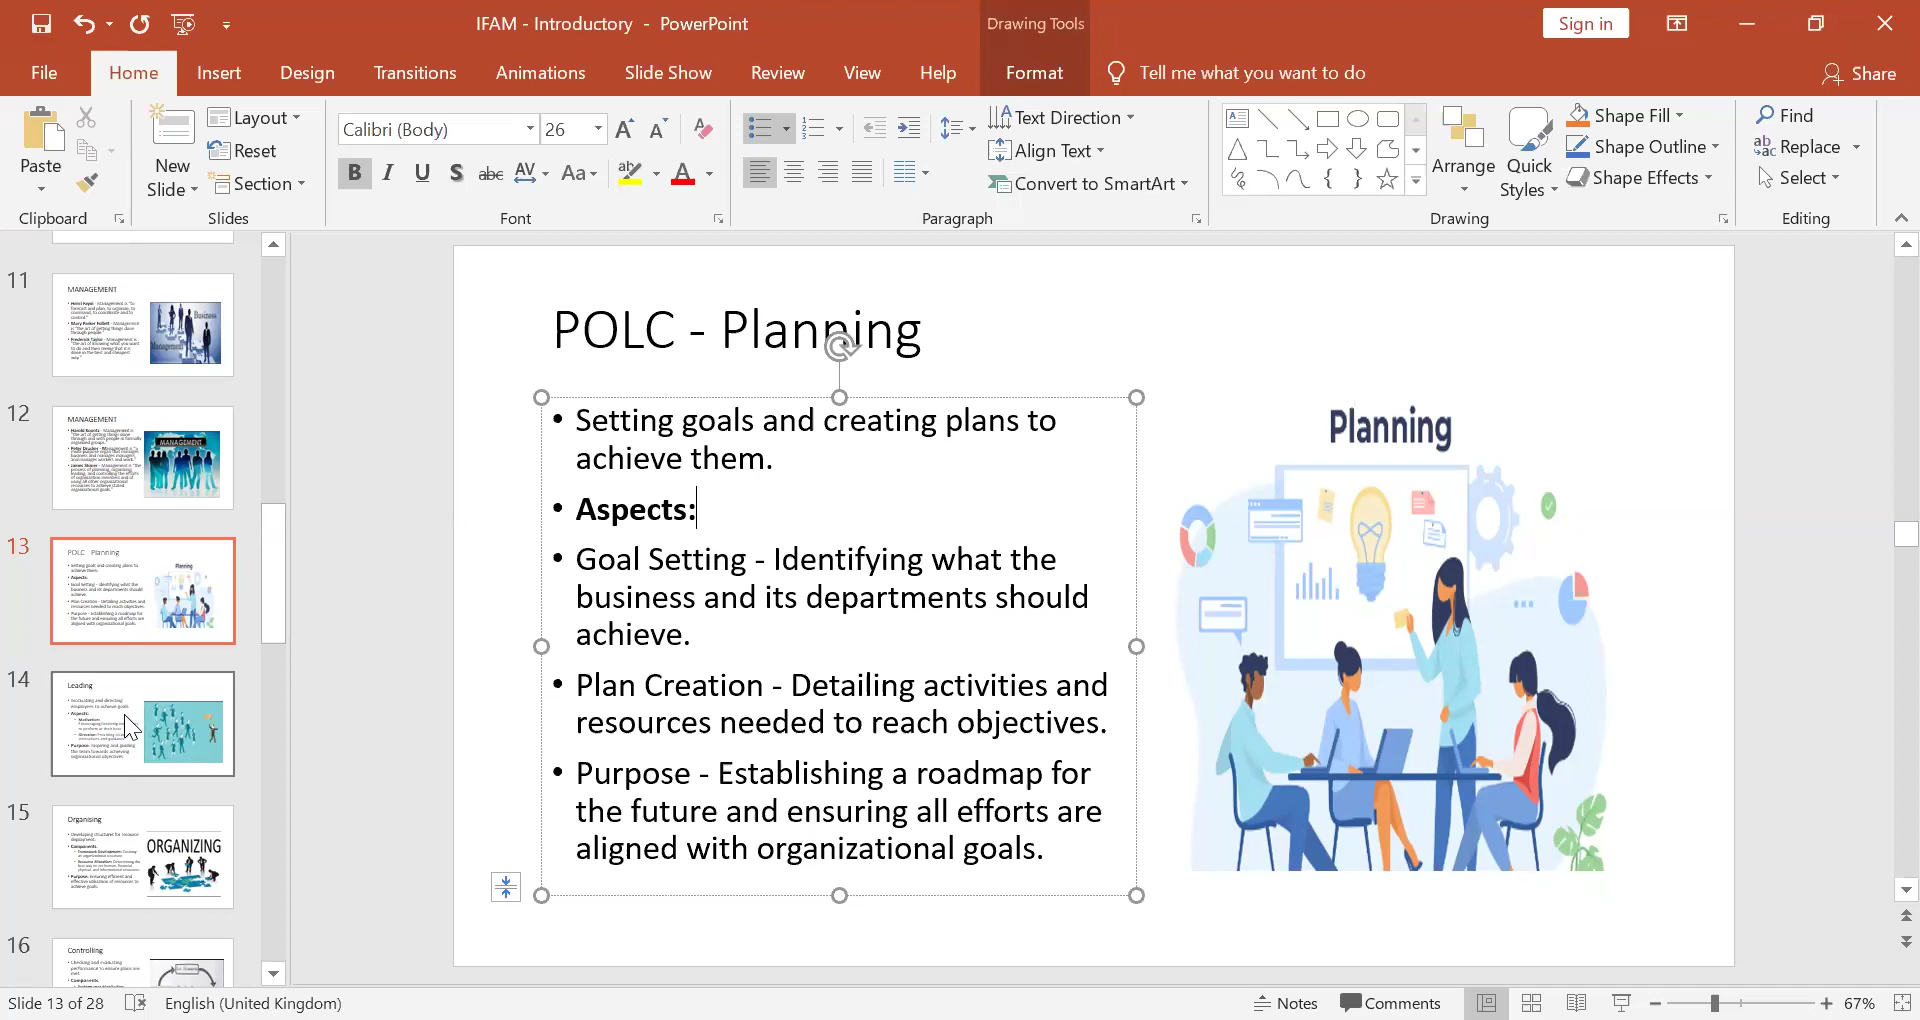 IFAM - Introductory - PowerPoint
Drawing Tools
Sign in
File Home Insert Design Transitions Animations Slide Show Review View Help Format Tell me what you want to do Share
Paste
Clipboard
New Slide
Layout
Reset
Section
Slides
Calibri (Body) 26
Font
Text Direction
Align Text
Convert to SmartArt
Paragraph
Arrange
Quick Styles
Shape Fill
Shape Outline
Shape Effects
Drawing
Find
Replace
Select
Editing
11
MANAGEMENT
12
MANAGEMENT
13
POLC Planning
14
Leading
15
Organising
ORGANIZING
16
Controlling
POLC - Planning
• Setting goals and creating plans to
achieve them.
• Aspects:
• Goal Setting - Identifying what the
business and its departments should
achieve.
• Plan Creation - Detailing activities and
resources needed to reach objectives.
• Purpose - Establishing a roadmap for
the future and ensuring all efforts are
aligned with organizational goals.
Planning
Slide 13 of 28 English (United Kingdom) Notes Comments 67%